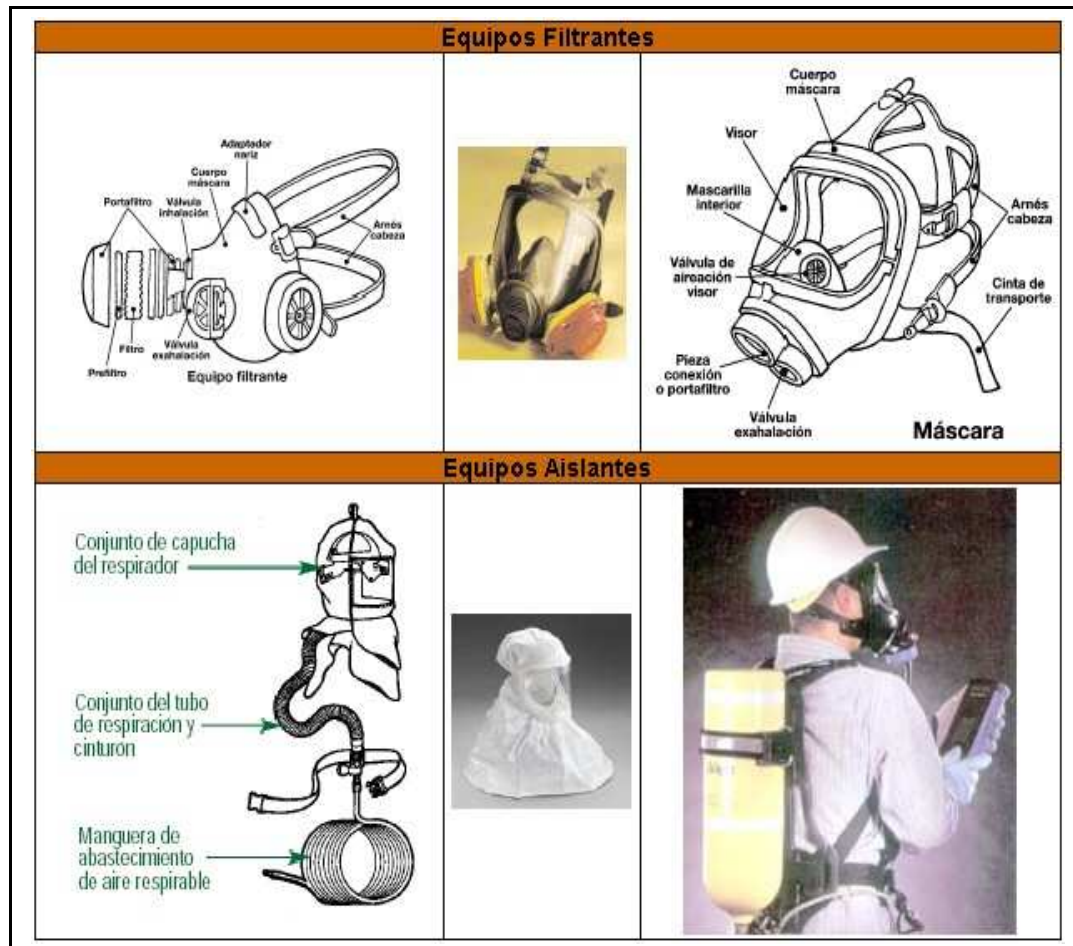 Equipos Filtrantes
Adaptador
nariz
Cuerpo
máscara
Portafiltro
Válvula
inhalación
Arnés
cabeza
Filtro
Válvula
exahalación
Prefiltro
Equipo filtrante
Cuerpo
máscara
Visor
Mascarilla
interior
Arnés
cabeza
Válvula de
aireación
visor
Cinta de
transporte
Pieza
conexión
o portafiltro
Válvula
exahalación
Máscara
Equipos Aislantes
Conjunto de capucha
del respirador
Conjunto del tubo
de respiración y
cinturón
Manguera de
abastecimiento
de aire respirable